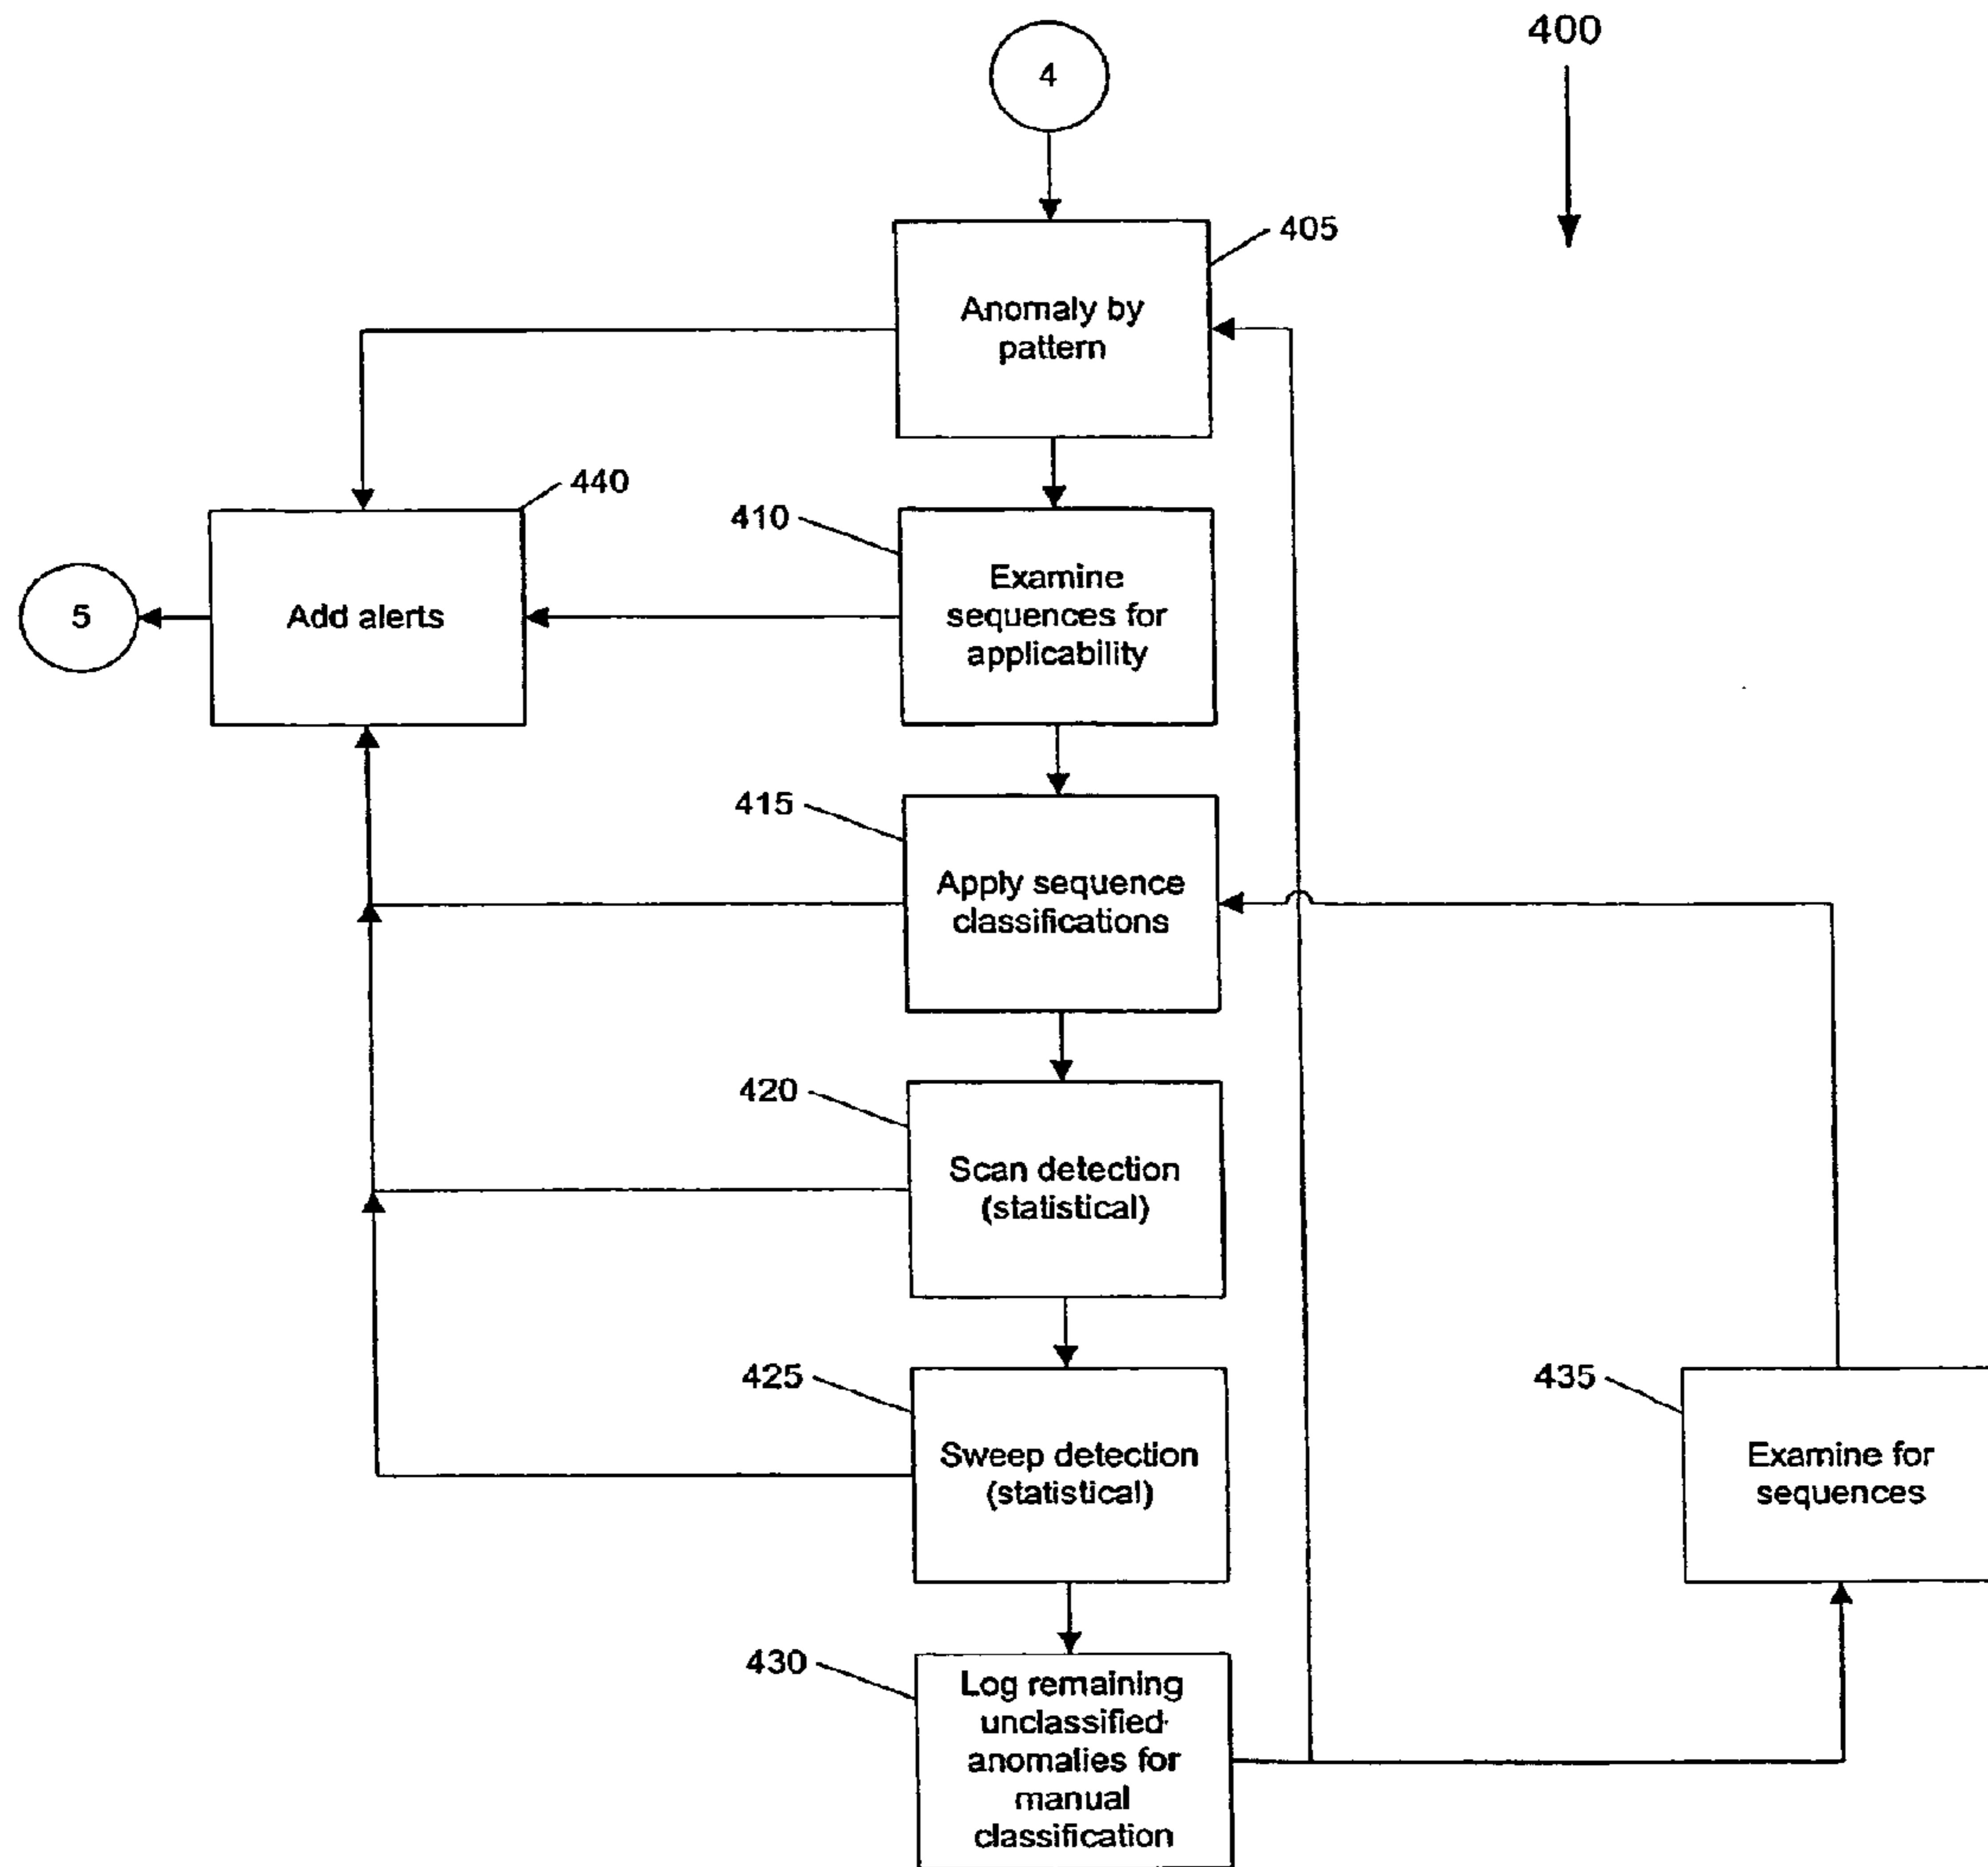 400
4
405
Anomaly by
pattern
440
410
Examine
sequences for
applicability
5
Add alerts
415
Apply sequence
classifications
420
Scan detection
(statistical)
425
Sweep detection
(statistical)
435
Examine for
sequences
430
Log remaining
unclassified
anomalies for
manual
classification